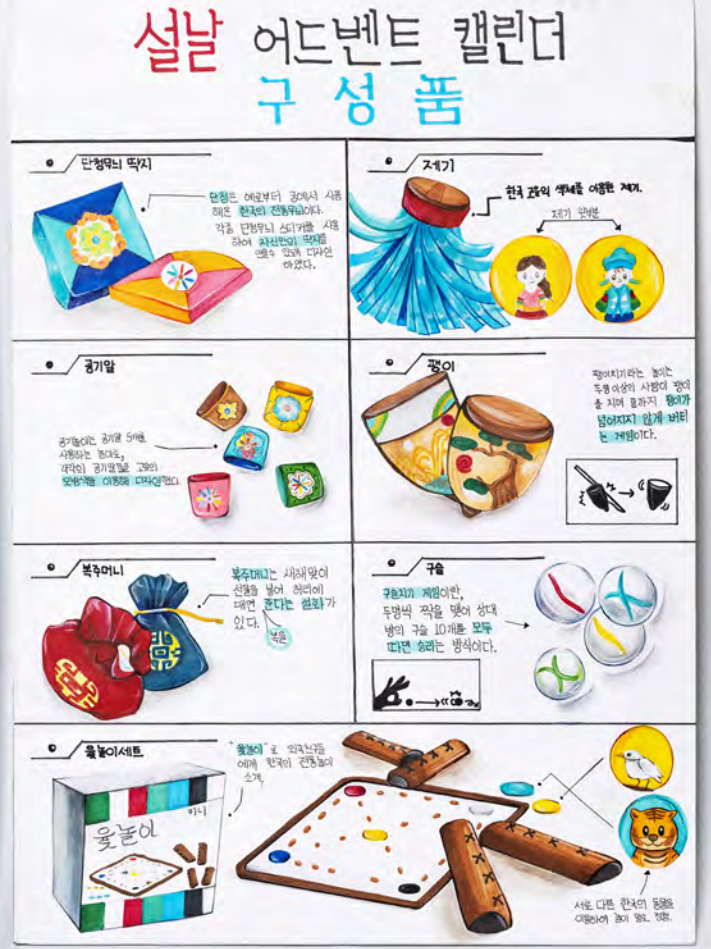 설날 어드벤트 캘린더
구성품
단청무늬 딱지
단청은 예로부터 궁에서 사용
해온 한국의 전통무늬이다.
각종 단청무늬 스티커를 사용
하여 자신만의 딱지를
만들수 있도록 디자인
하였다.
제기
한국 고유의 색체를 이용한 제기.
제기 윗부분
공기알
공기놀이는 공기알 5개를
사용하는 놀이로,
각각의 공기알들을 고유의
이용해 디자인했다.
팽이
팽이치기라는 놀이는
두명이상의 사람이 팽이
를 치며 끝까지 팽이가
넘어지지 않게 버티
는 게임이다.
복주머니
복주머니는 새해맞이
선물을 넣어 허리에
매면 준다는 설화가
있다.
복을
구슬
구슬치기 게임이란,
두명씩 짝을 맺어 상대
방의 구슬 10개를 모두
따면 승리는 방식이다.
윷놀이세트
"윷놀이"로 외국친구들
에게 한국의 전통놀이
소개.
미니
윷놀이
서로 다른 한국의 동물을
이용하여 놀이 말로 정함.